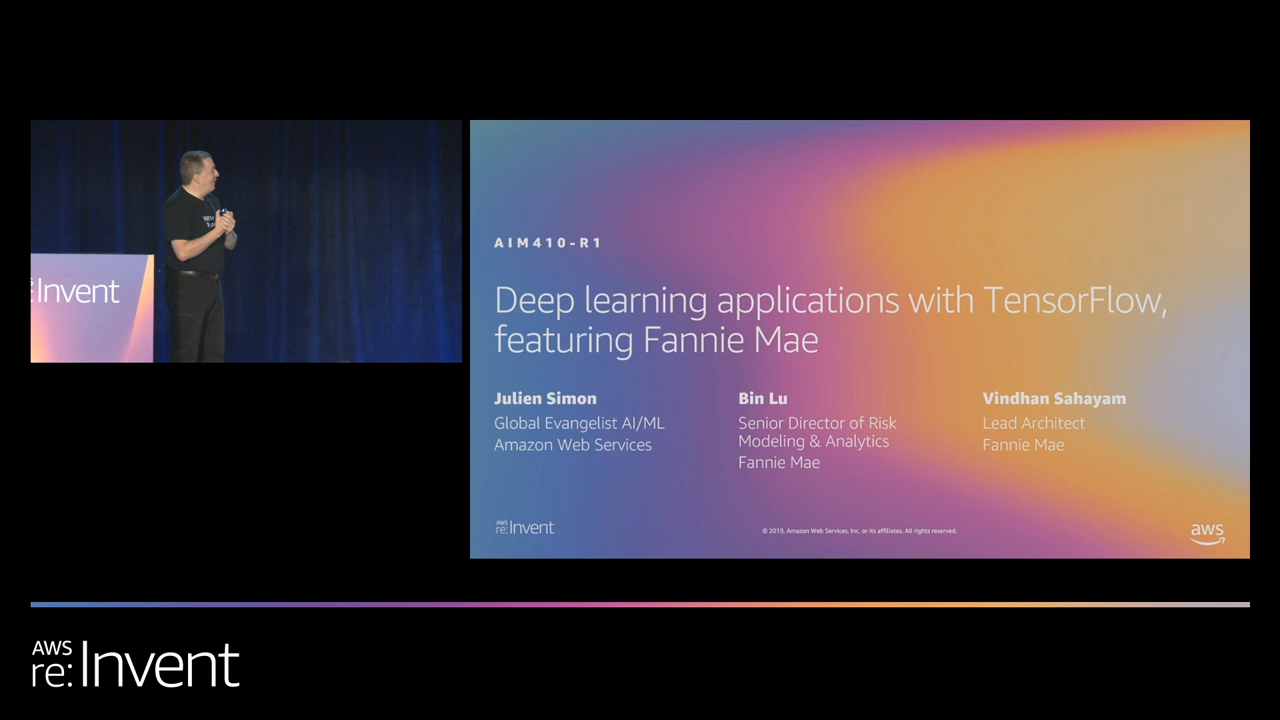 re:Invent
AIM410-R1
Deep learning applications with TensorFlow,
featuring Fannie Mae
Julien Simon
Global Evangelist AI/ML
Amazon Web Services
Bin Lu
Senior Director of Risk
Modeling & Analytics
Fannie Mae
Vindhan Sahayam
Lead Architect
Fannie Mae
AWS
re:Invent
© 2019, Amazon Web Services, Inc. or its affiliates. All rights reserved.
aws
AWS
re:Invent